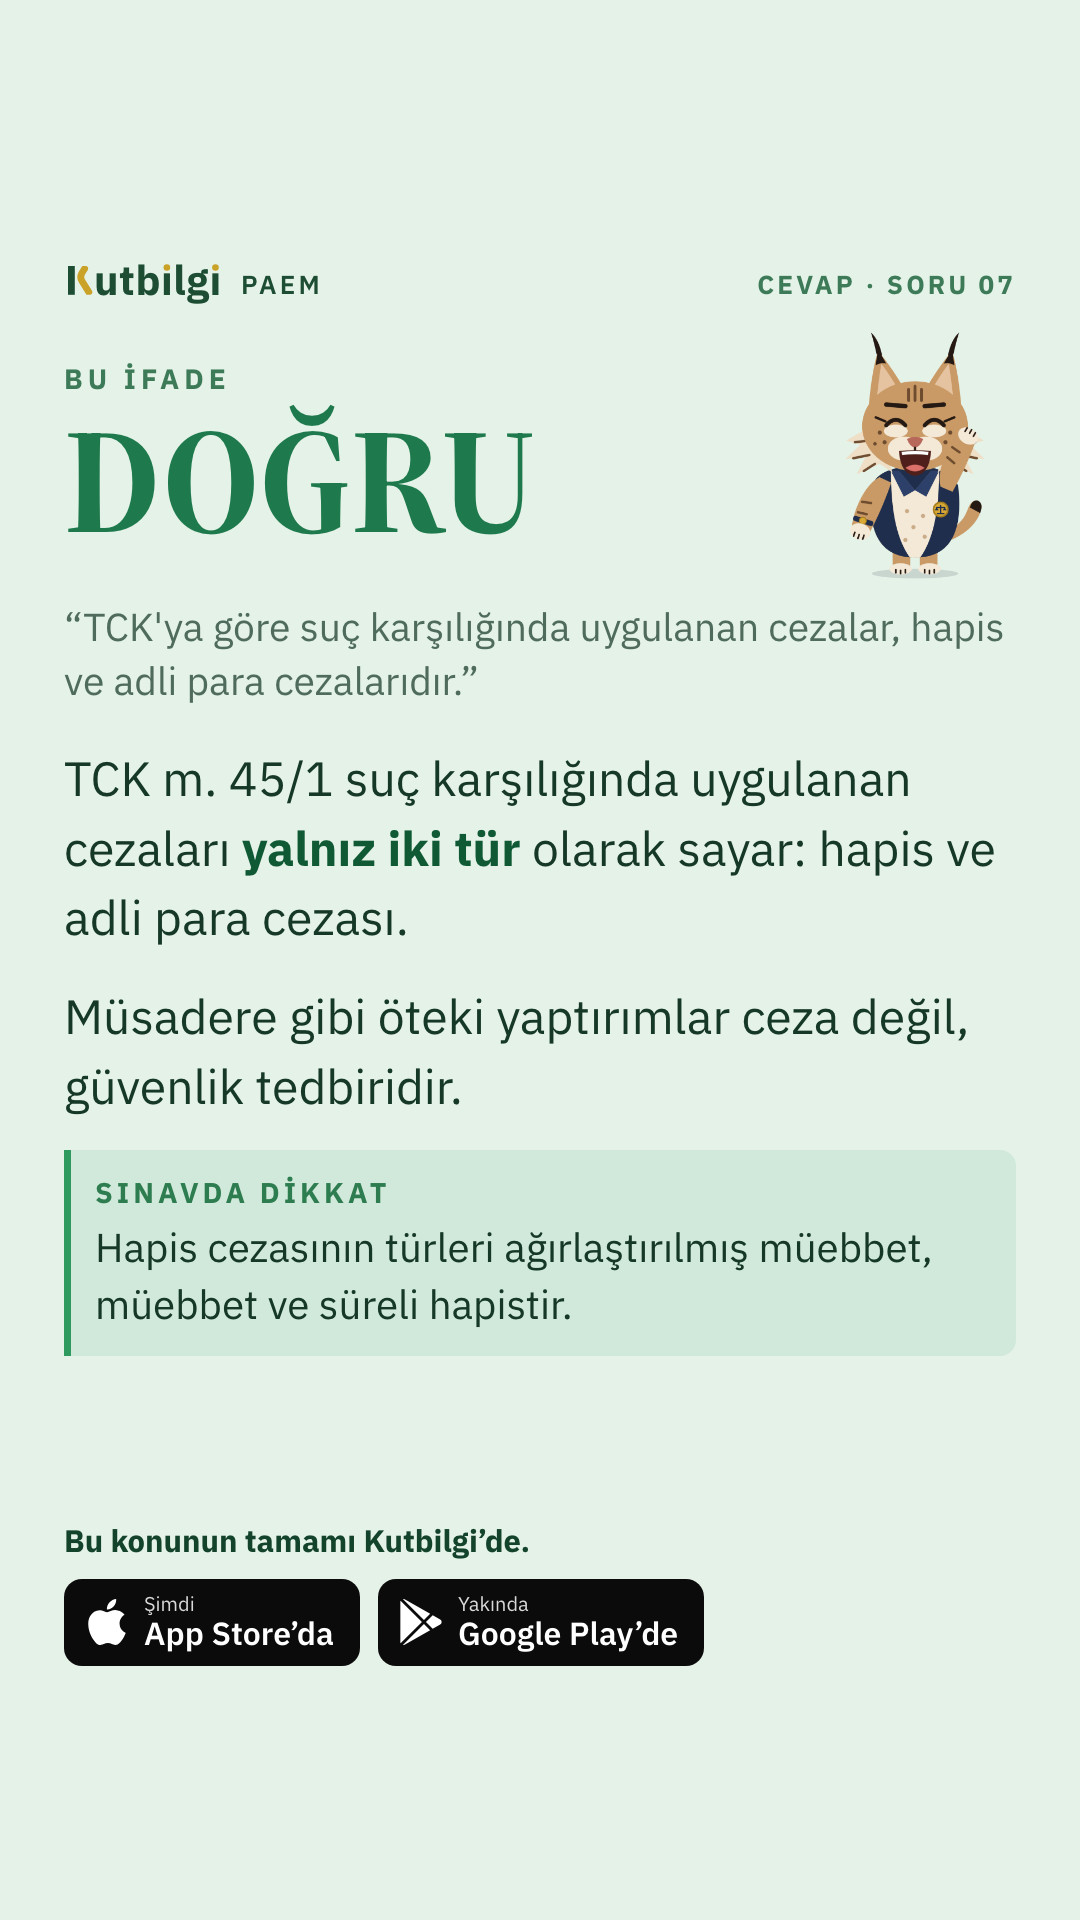 Kutbilgi PAEM
CEVAP · SORU 07
BU İFADE
DOĞRU
“TCK'ya göre suç karşılığında uygulanan cezalar, hapis
ve adli para cezalarıdır.”
TCK m. 45/1 suç karşılığında uygulanan
cezaları yalnız iki tür olarak sayar: hapis ve
adli para cezası.
Müsadere gibi öteki yaptırımlar ceza değil,
güvenlik tedbiridir.
SINAVDA DİKKAT
Hapis cezasının türleri ağırlaştırılmış müebbet,
müebbet ve süreli hapistir.
Bu konunun tamamı Kutbilgi’de.
Şimdi
App Store’da
Yakında
Google Play’de